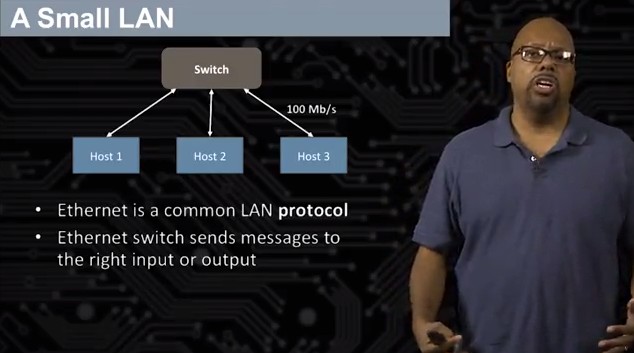 A Small LAN
Switch
100 Mb/s
Host 1
Host 2
Host 3
• Ethernet is a common LAN protocol
• Ethernet switch sends messages to
the right input or output